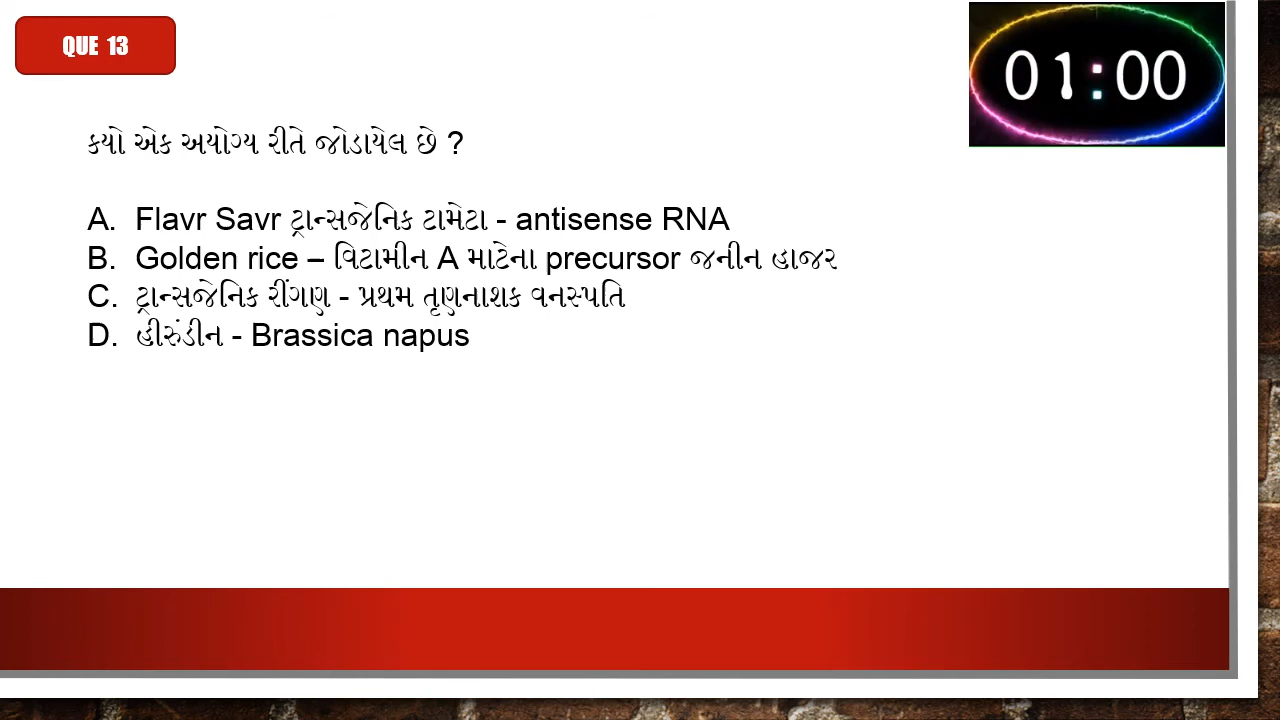 QUE 13
01:00
ક્યો એક અયોગ્ય રીતે જોડાયેલ છે ?
A. Flavr Savr ટ્રાન્સજેનિક ટામેટા - antisense RNA
B. Golden rice – વિટામીન A માટેના precursor જનીન હાજર
C. ટ્રાન્સજેનિક રીંગણ - પ્રથમ તૃણનાશક વનસ્પતિ
D. હીરુંડીન - Brassica napus